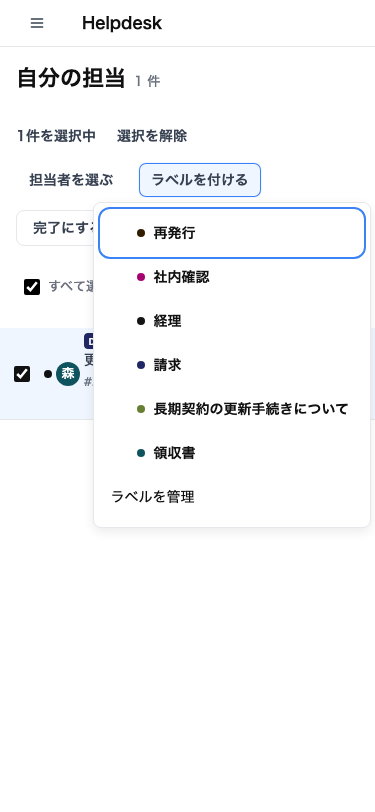 Helpdesk
自分の担当 1 件
1件を選択中 選択を解除
担当者を選ぶ ラベルを付ける
完了にす
再発行
すべて
社内確認
経理
請求
更
森
#
長期契約の更新手続きについて
領収書
ラベルを管理